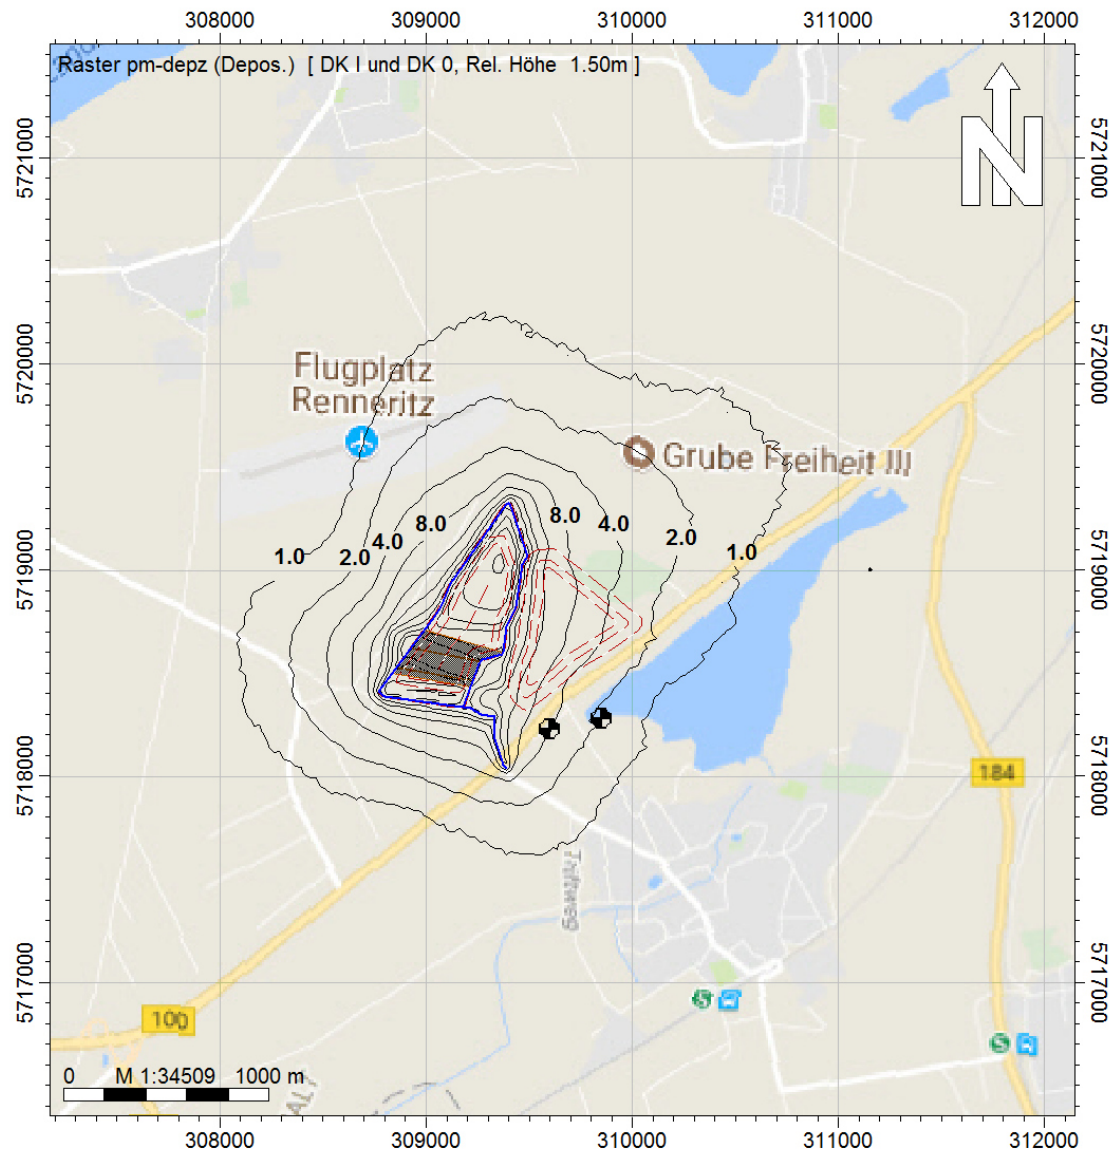 308000 309000 310000 311000 312000
Raster pm-depz (Depos.) [ DK I und DK 0, Rel. Höhe 1.50m ]
5721000 5721000
N
5720000 5720000
Flugplatz
Renneritz
Grube Freiheit III
8.0 8.0
4.0 4.0
2.0 2.0
1.0 1.0
5719000 5719000
5718000 5718000
184
Triftweg
5717000 5717000
100
S
S
0 M 1:34509 1000 m
308000 309000 310000 311000 312000